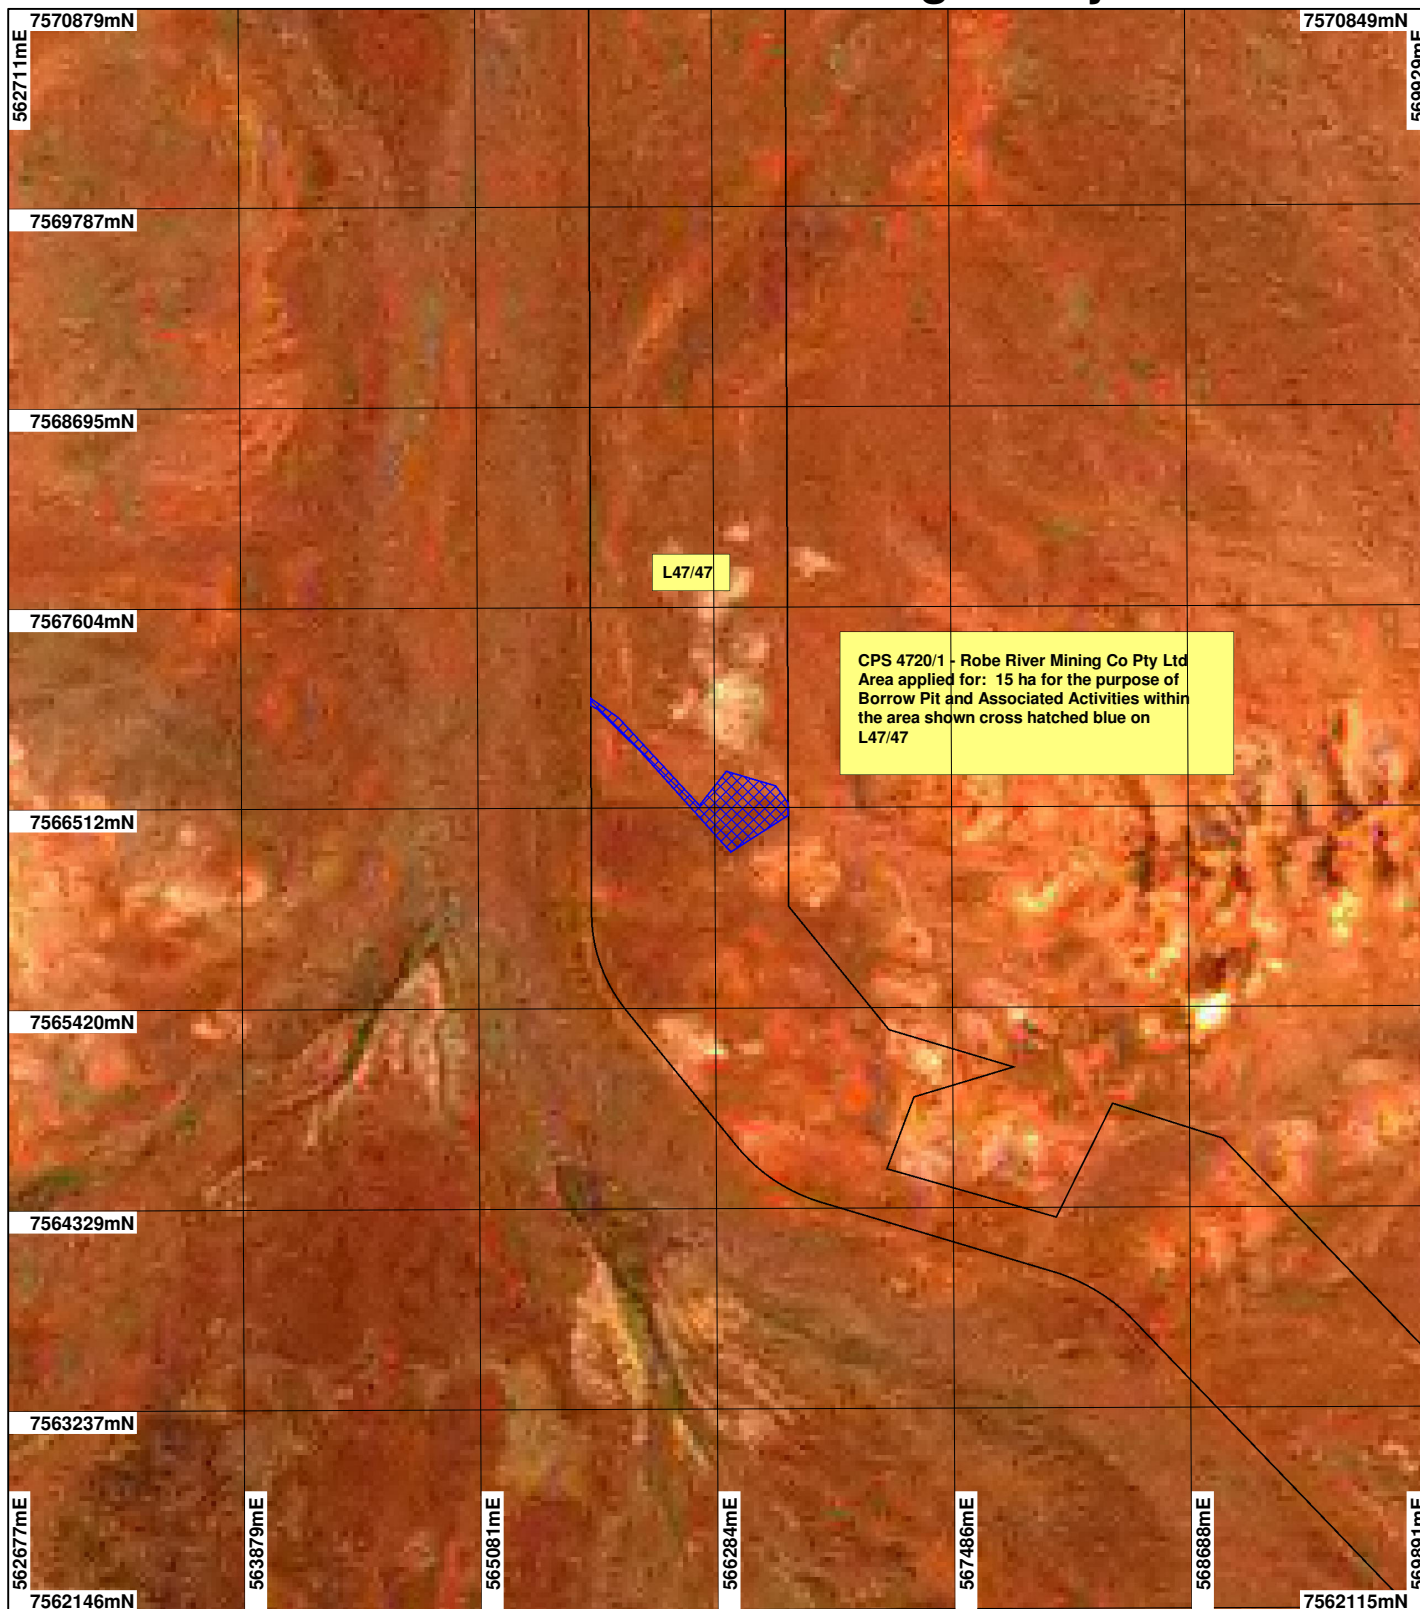 7570879mN
7570849mN
562711mE
569929mE
7569787mN
7568695mN
L47/47
7567604mN
CPS 4720/1 - Robe River Mining Co Pty Ltd
Area applied for: 15 ha for the purpose of
Borrow Pit and Associated Activities within
the area shown cross hatched blue on
L47/47
7566512mN
7565420mN
7564329mN
7563237mN
562677mE
563879mE
565081mE
566284mE
567486mE
568688mE
569891mE
7562146mN
7562115mN